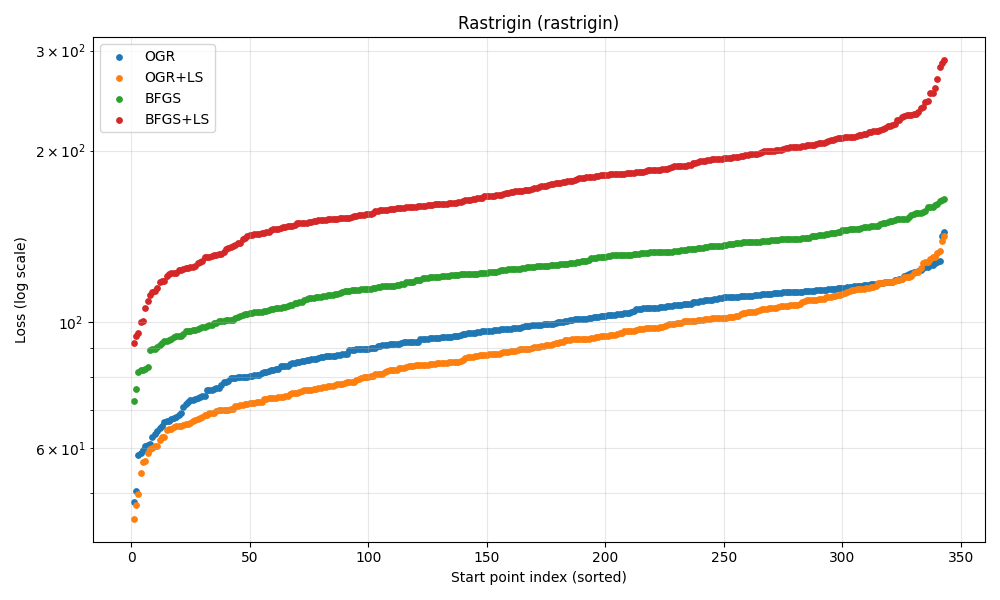 Rastrigin (rastrigin)
OGR
OGR+LS
BFGS
BFGS+LS
Loss (log scale)
3 × 10²
2 × 10²
10²
6 × 10¹
0 50 100 150 200 250 300 350
Start point index (sorted)